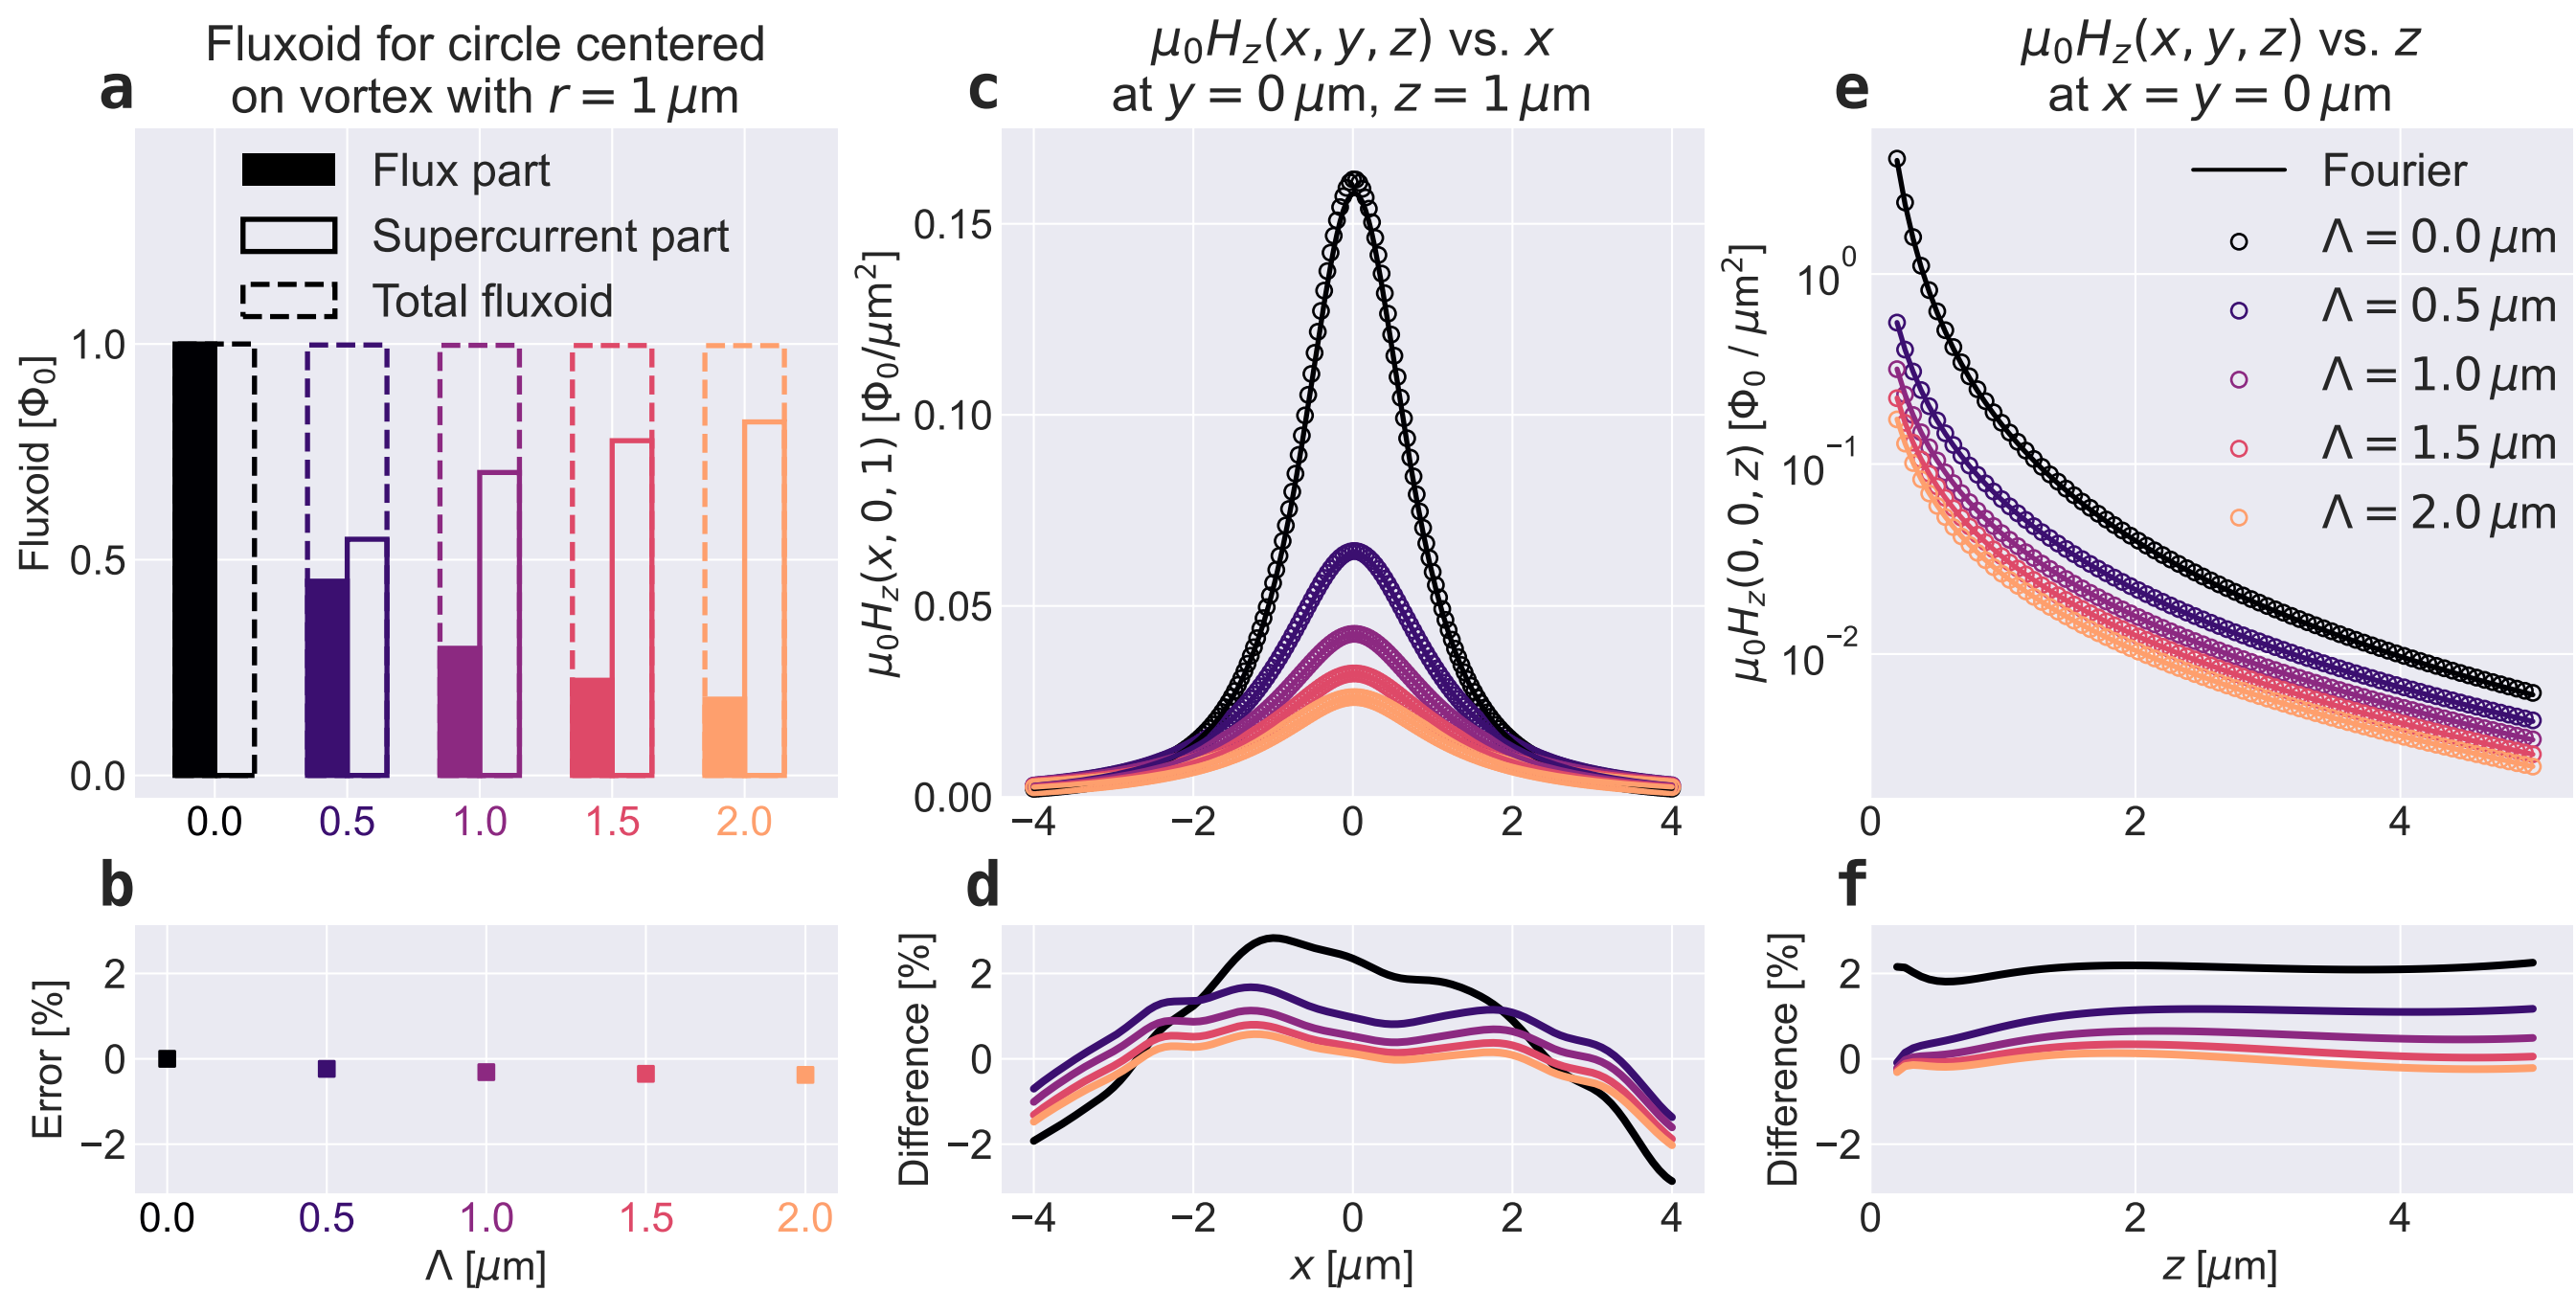 a
Fluxoid for circle centered
on vortex with r = 1 μm
Flux part
Supercurrent part
Total fluxoid
Fluxoid [Φ₀]
1.0
0.5
0.0
0.0 0.5 1.0 1.5 2.0
b
Error [%]
2
0
−2
0.0 0.5 1.0 1.5 2.0
Λ [μm]
c
μ₀H_z(x, y, z) vs. x
at y = 0 μm, z = 1 μm
μ₀H_z(x, 0, 1) [Φ₀/μm²]
0.15
0.10
0.05
0.00
−4 −2 0 2 4
d
Difference [%]
2
0
−2
−4 −2 0 2 4
x [μm]
e
μ₀H_z(x, y, z) vs. z
at x = y = 0 μm
μ₀H_z(0, 0, z) [Φ₀ / μm²]
10⁰
10⁻¹
10⁻²
Fourier
Λ = 0.0 μm
Λ = 0.5 μm
Λ = 1.0 μm
Λ = 1.5 μm
Λ = 2.0 μm
0 2 4
f
Difference [%]
2
0
−2
0 2 4
z [μm]